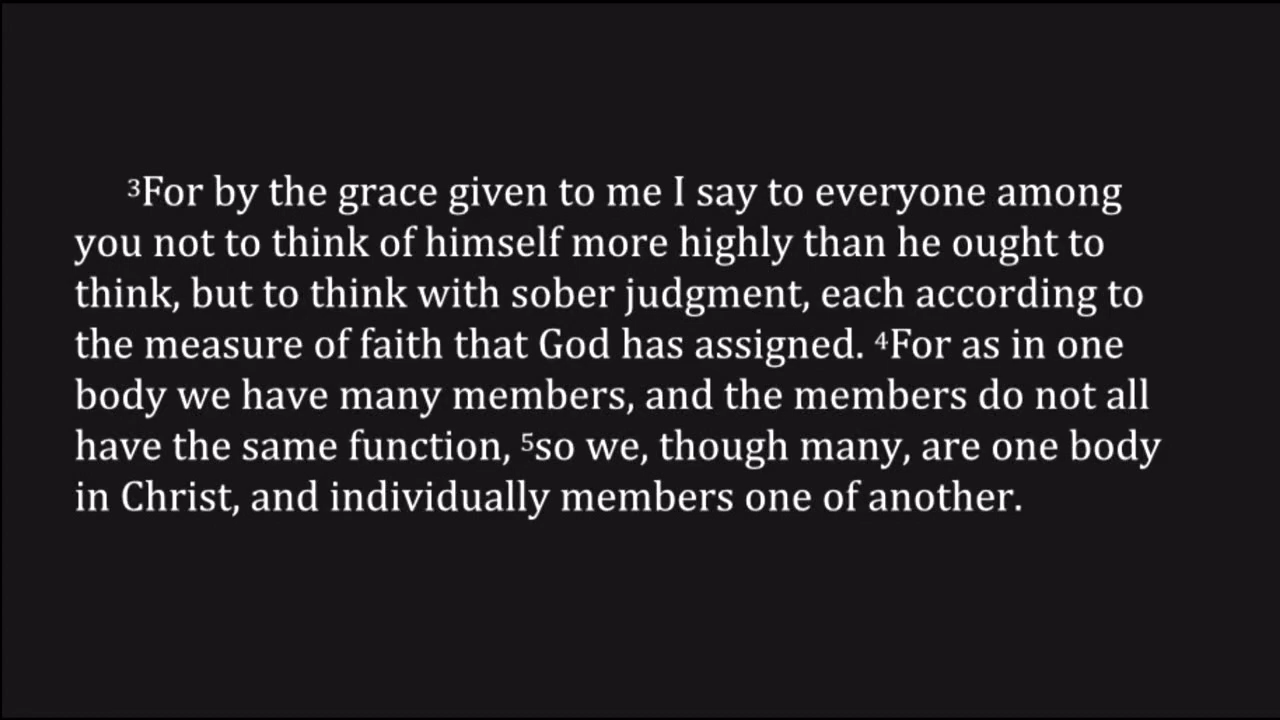 ³For by the grace given to me I say to everyone among
you not to think of himself more highly than he ought to
think, but to think with sober judgment, each according to
the measure of faith that God has assigned. ⁴For as in one
body we have many members, and the members do not all
have the same function, ⁵so we, though many, are one body
in Christ, and individually members one of another.